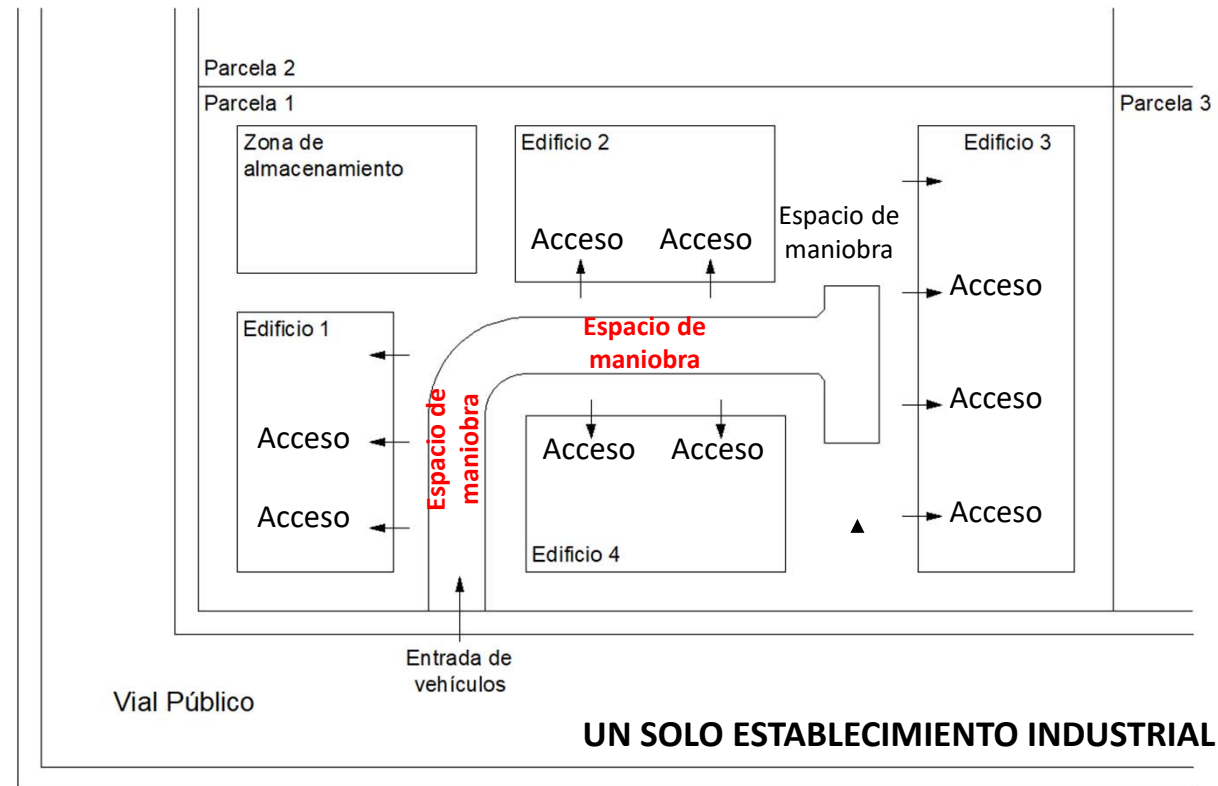 Parcela 2
Parcela 1
Parcela 3
Zona de
almacenamiento
Edificio 2
Edificio 3
Acceso
Acceso
Espacio de
maniobra
Acceso
Edificio 1
Espacio de
maniobra
Acceso
Espacio de
maniobra
Acceso
Acceso
Acceso
Acceso
Acceso
Edificio 4
Entrada de
vehículos
Vial Público
UN SOLO ESTABLECIMIENTO INDUSTRIAL